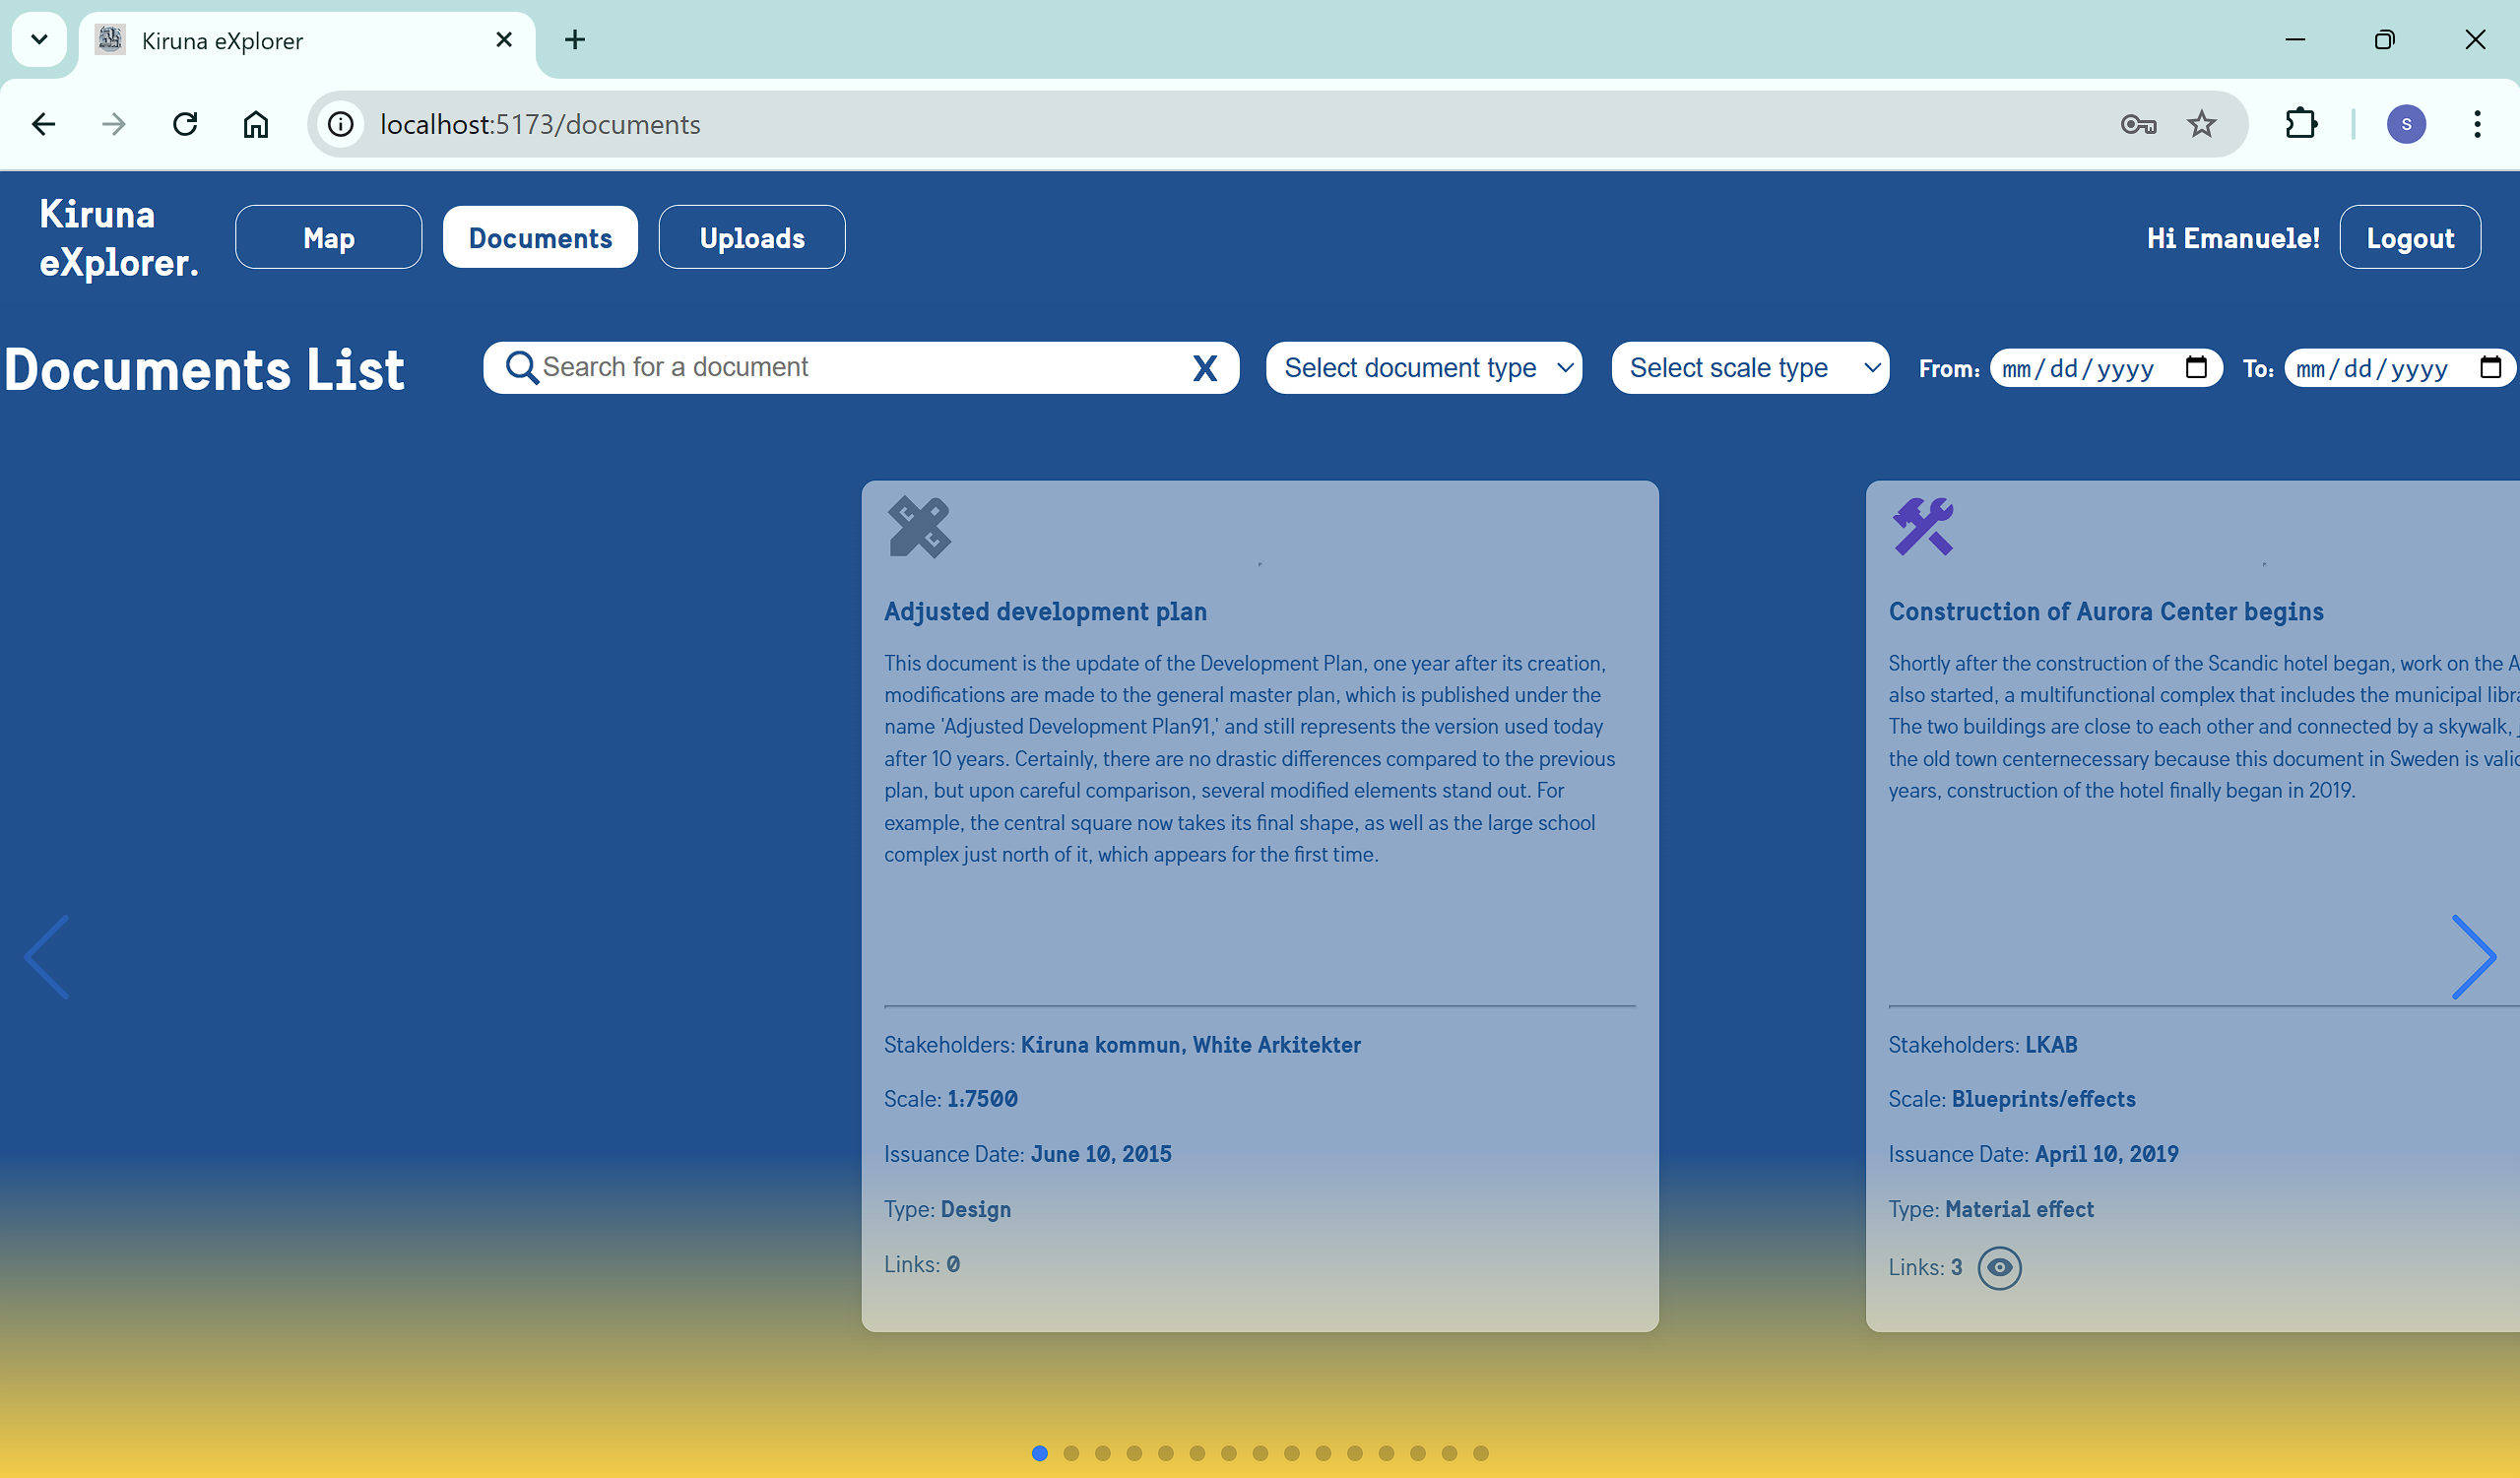 Kiruna eXplorer
localhost:5173/documents
S
Kiruna
eXplorer.
Map
Documents
Uploads
Hi Emanuele!
Logout
Documents List
Search for a document
X
Select document type
Select scale type
From:
mm/dd/yyyy
To:
mm/dd/yyyy
Adjusted development plan
This document is the update of the Development Plan, one year after its creation,
modifications are made to the general master plan, which is published under the
name 'Adjusted Development Plan91,' and still represents the version used today
after 10 years. Certainly, there are no drastic differences compared to the previous
plan, but upon careful comparison, several modified elements stand out. For
example, the central square now takes its final shape, as well as the large school
complex just north of it, which appears for the first time.
Stakeholders: Kiruna kommun, White Arkitekter
Scale: 1:7500
Issuance Date: June 10, 2015
Type: Design
Links: 0
Construction of Aurora Center begins
Shortly after the construction of the Scandic hotel began, work on the
also started, a multifunctional complex that includes the municipal
The two buildings are close to each other and connected by a skywalk,
the old town centernecessary because this document in Sweden is
years, construction of the hotel finally began in 2019.
Stakeholders: LKAB
Scale: Blueprints/effects
Issuance Date: April 10, 2019
Type: Material effect
Links: 3